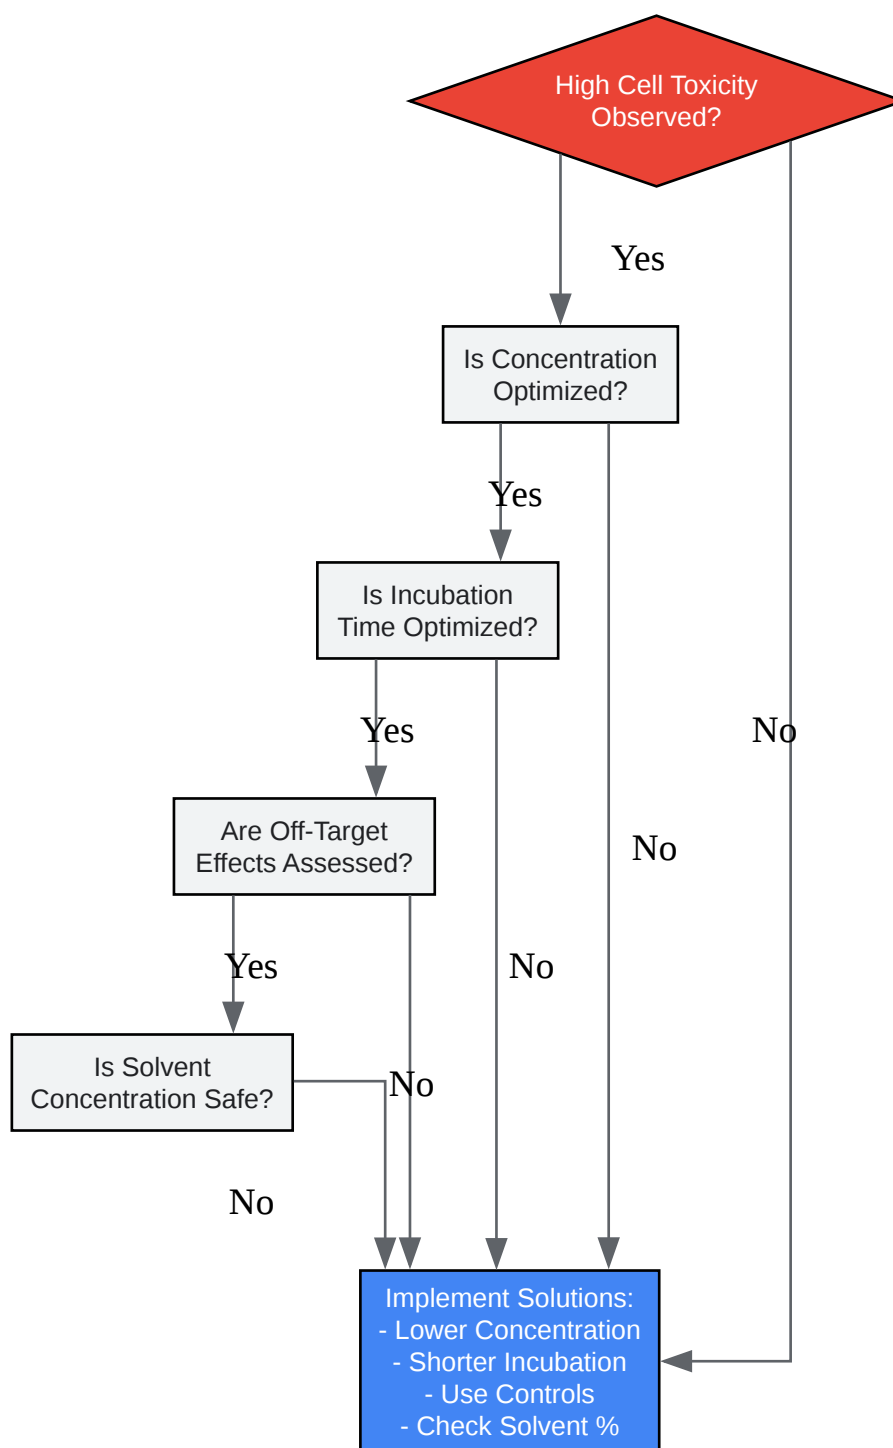 High Cell Toxicity
Observed?
Yes
Is Concentration
Optimized?
Yes
Is Incubation
Time Optimized?
Yes
No
Are Off-Target
Effects Assessed?
No
Yes
No
Is Solvent
Concentration Safe?
No
No
Implement Solutions:
- Lower Concentration
- Shorter Incubation
- Use Controls
- Check Solvent %